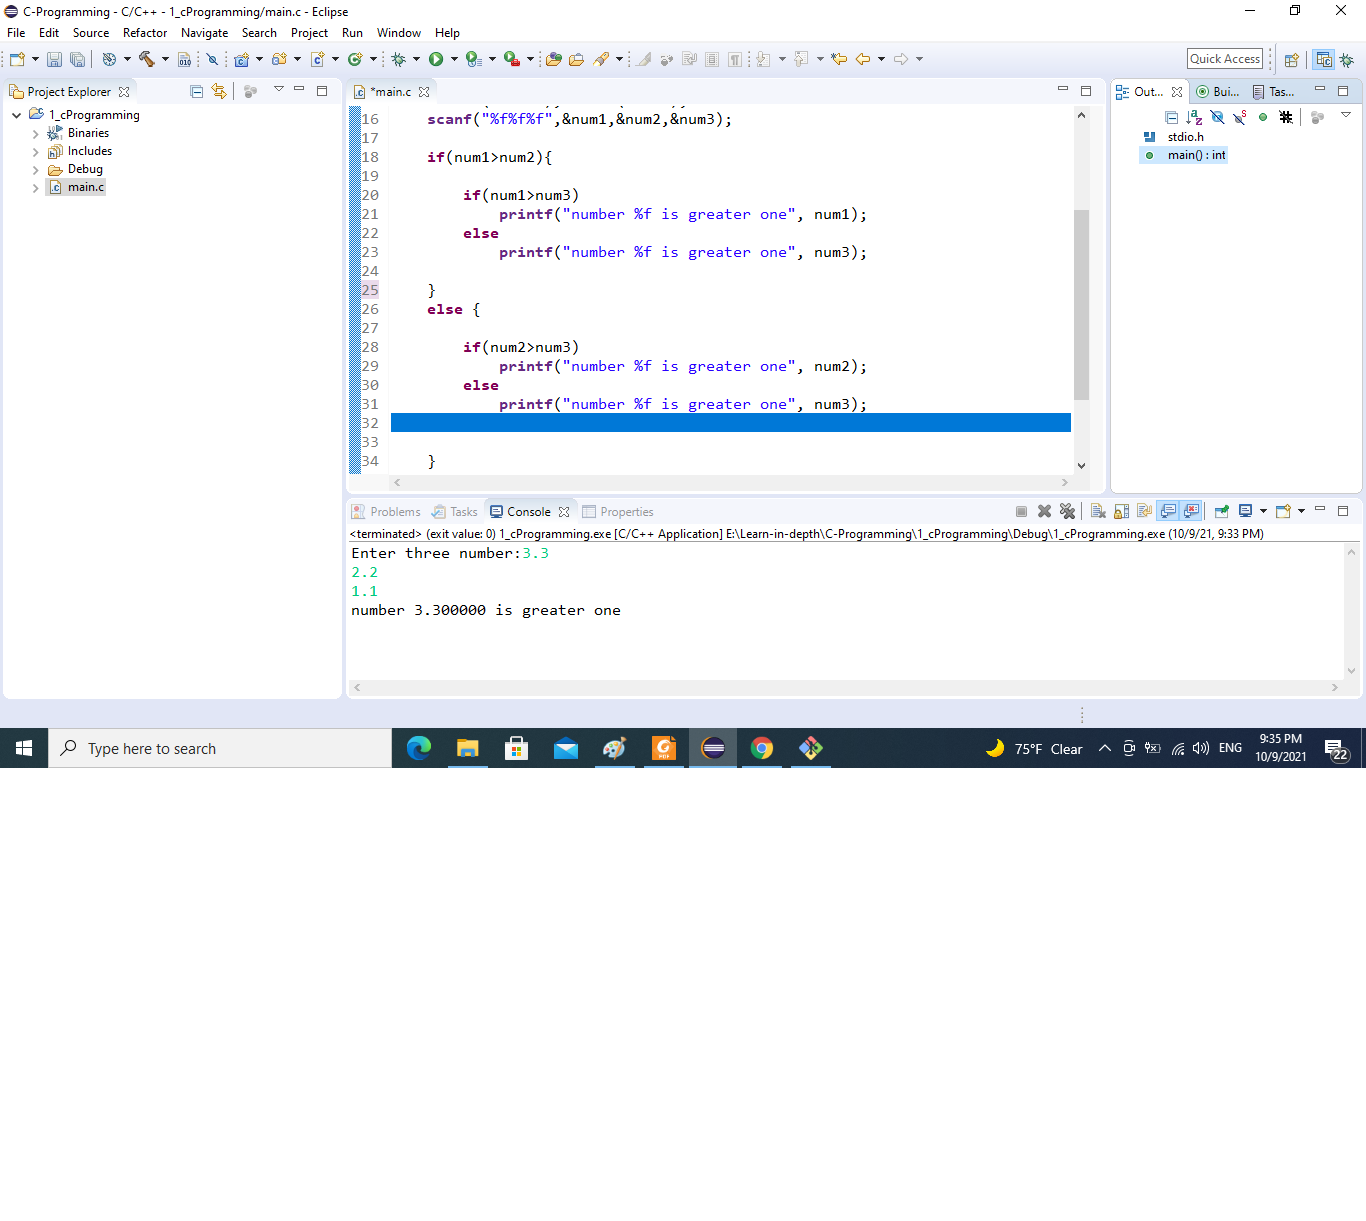 C-Programming - C/C++ - 1_cProgramming/main.c - Eclipse
File Edit Source Refactor Navigate Search Project Run Window Help
Quick Access
Project Explorer
1_cProgramming
Binaries
Includes
Debug
main.c
*main.c
16 scanf("%f%f%f",&num1,&num2,&num3);
17
18 if(num1>num2){
19
20 if(num1>num3)
21 printf("number %f is greater one", num1);
22 else
23 printf("number %f is greater one", num3);
24
25 }
26 else {
27
28 if(num2>num3)
29 printf("number %f is greater one", num2);
30 else
31 printf("number %f is greater one", num3);
32
33
34 }
Out... Bui... Tas...
stdio.h
main() : int
Problems Tasks Console Properties
<terminated> (exit value: 0) 1_cProgramming.exe [C/C++ Application] E:\Learn-in-depth\C-Programming\1_cProgramming\Debug\1_cProgramming.exe (10/9/21, 9:33 PM)
Enter three number:3.3
2.2
1.1
number 3.300000 is greater one
Type here to search
75°F Clear
ENG
9:35 PM
10/9/2021
22